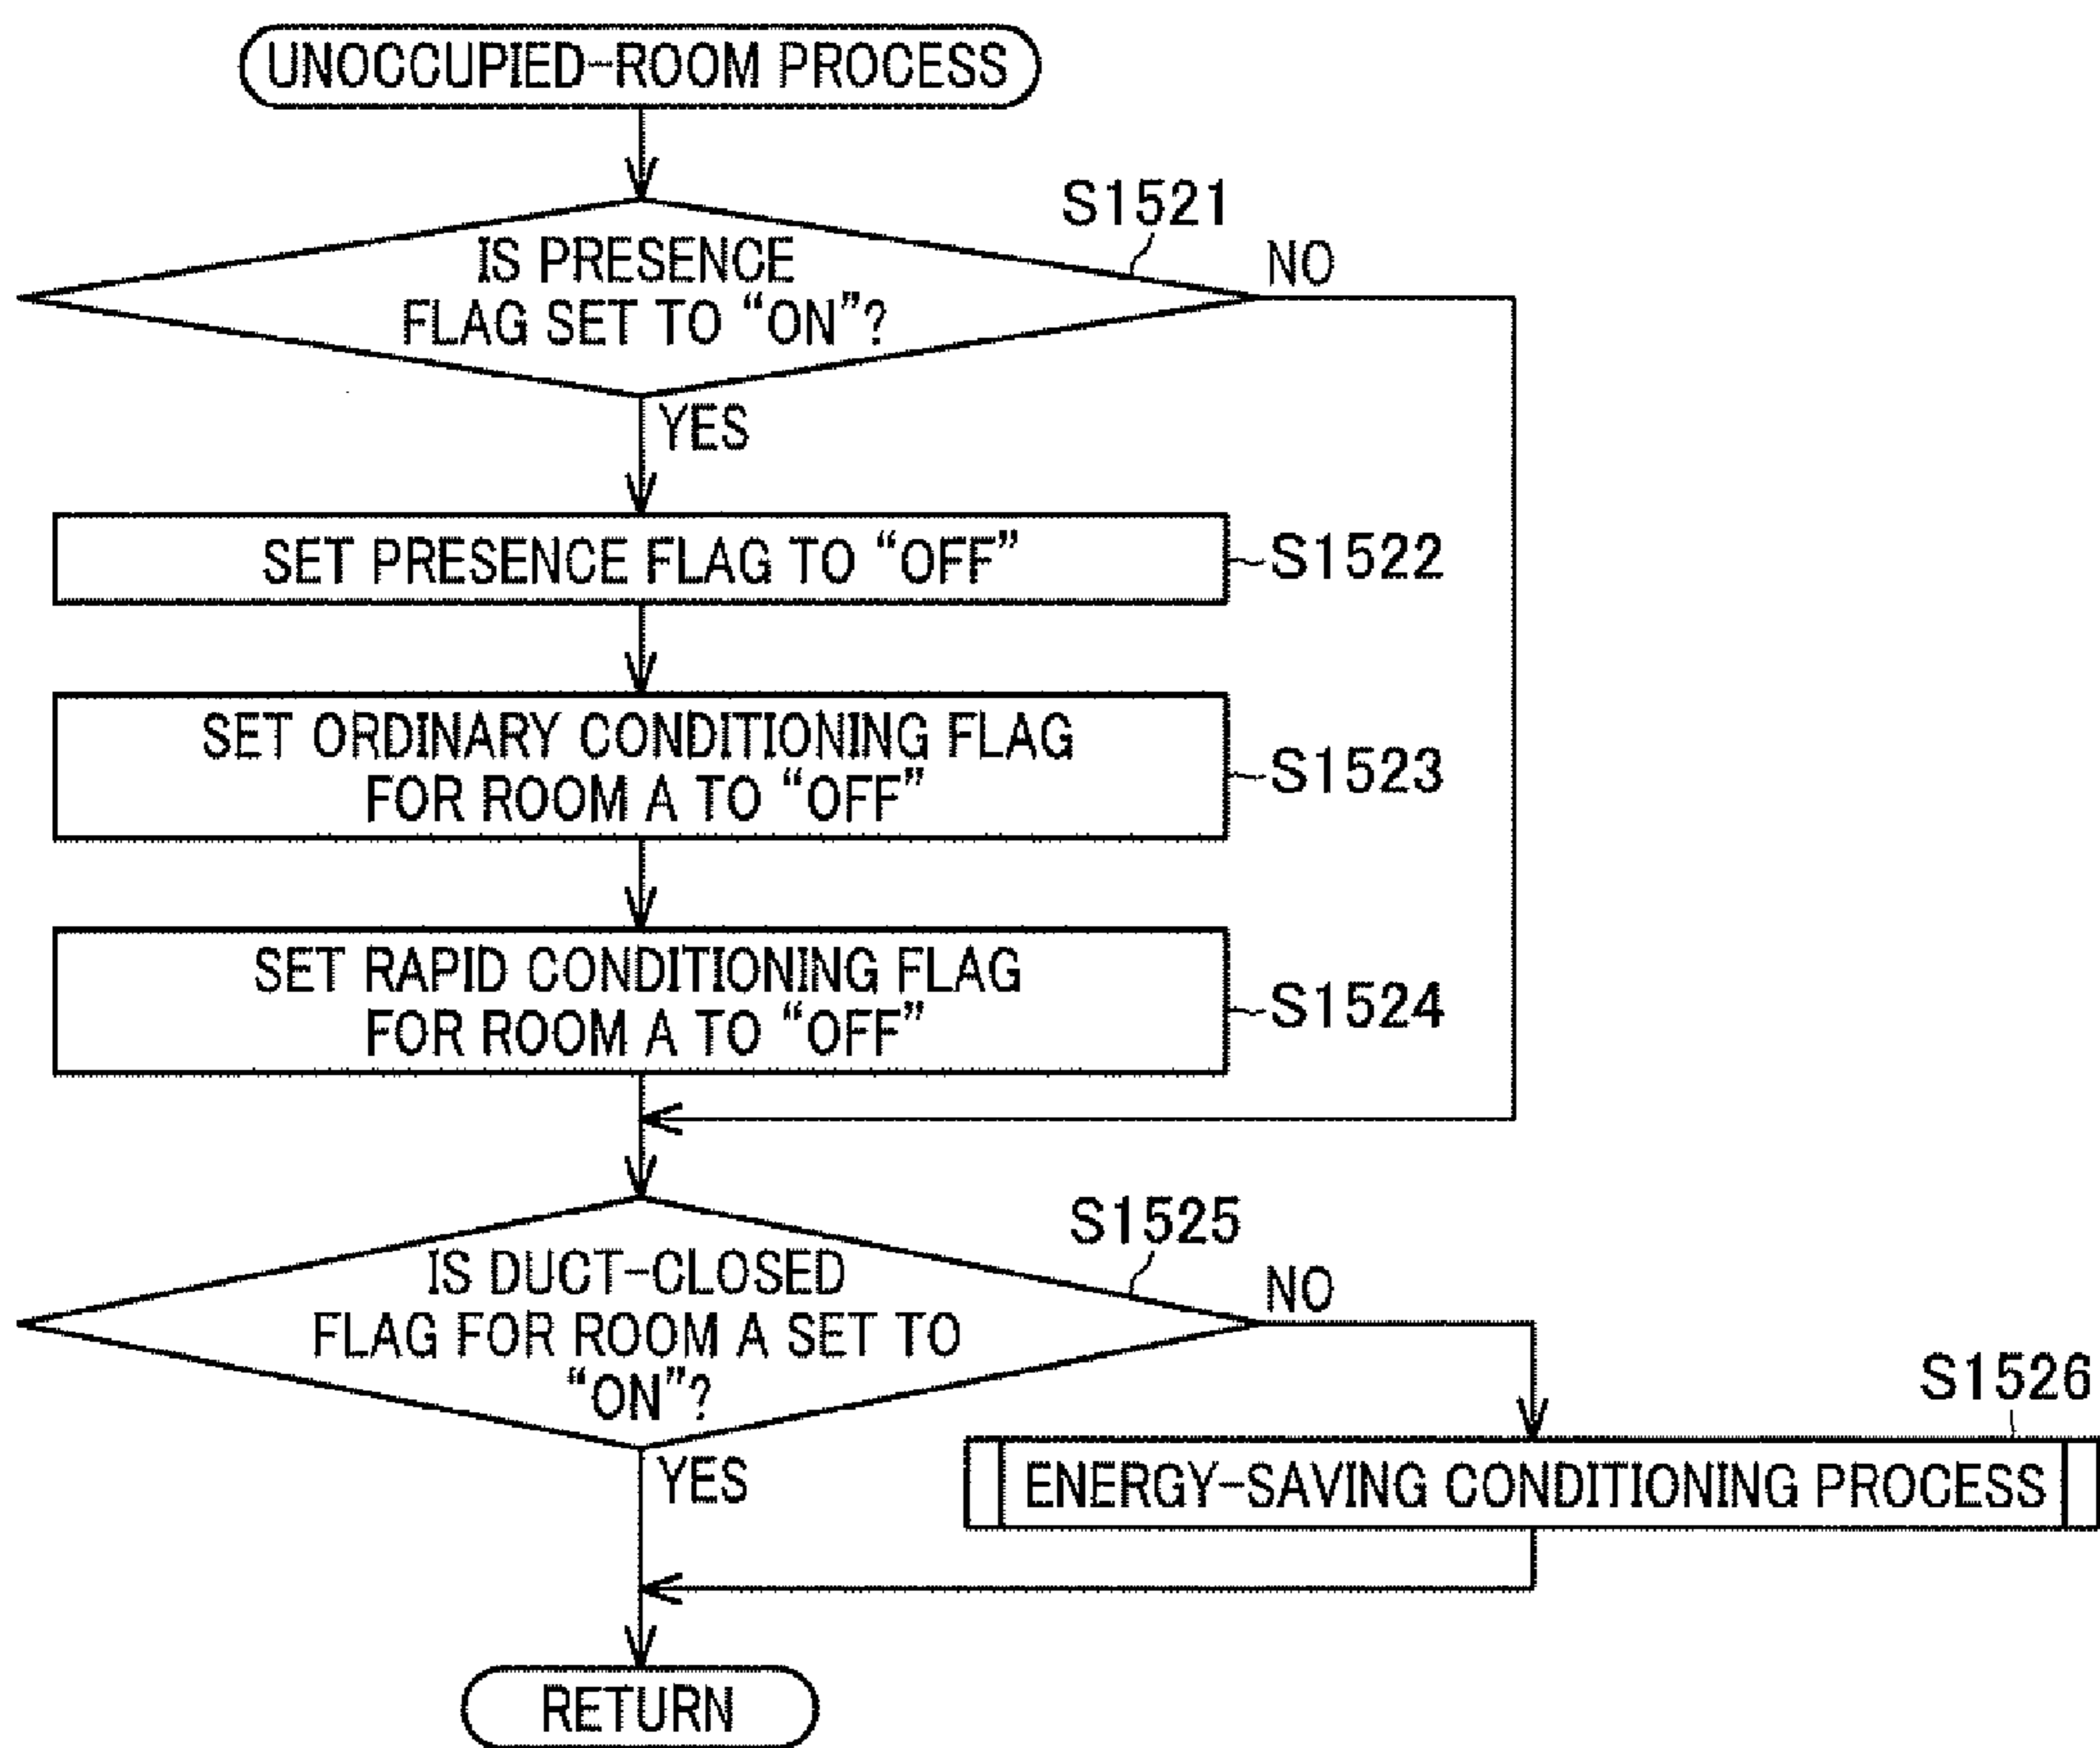 UNOCCUPIED-ROOM PROCESS
S1521
IS PRESENCE
FLAG SET TO “ON”?
NO
YES
SET PRESENCE FLAG TO “OFF”
S1522
SET ORDINARY CONDITIONING FLAG
FOR ROOM A TO “OFF”
S1523
SET RAPID CONDITIONING FLAG
FOR ROOM A TO “OFF”
S1524
S1525
IS DUCT-CLOSED
FLAG FOR ROOM A SET TO
“ON”?
NO
YES
S1526
ENERGY-SAVING CONDITIONING PROCESS
RETURN